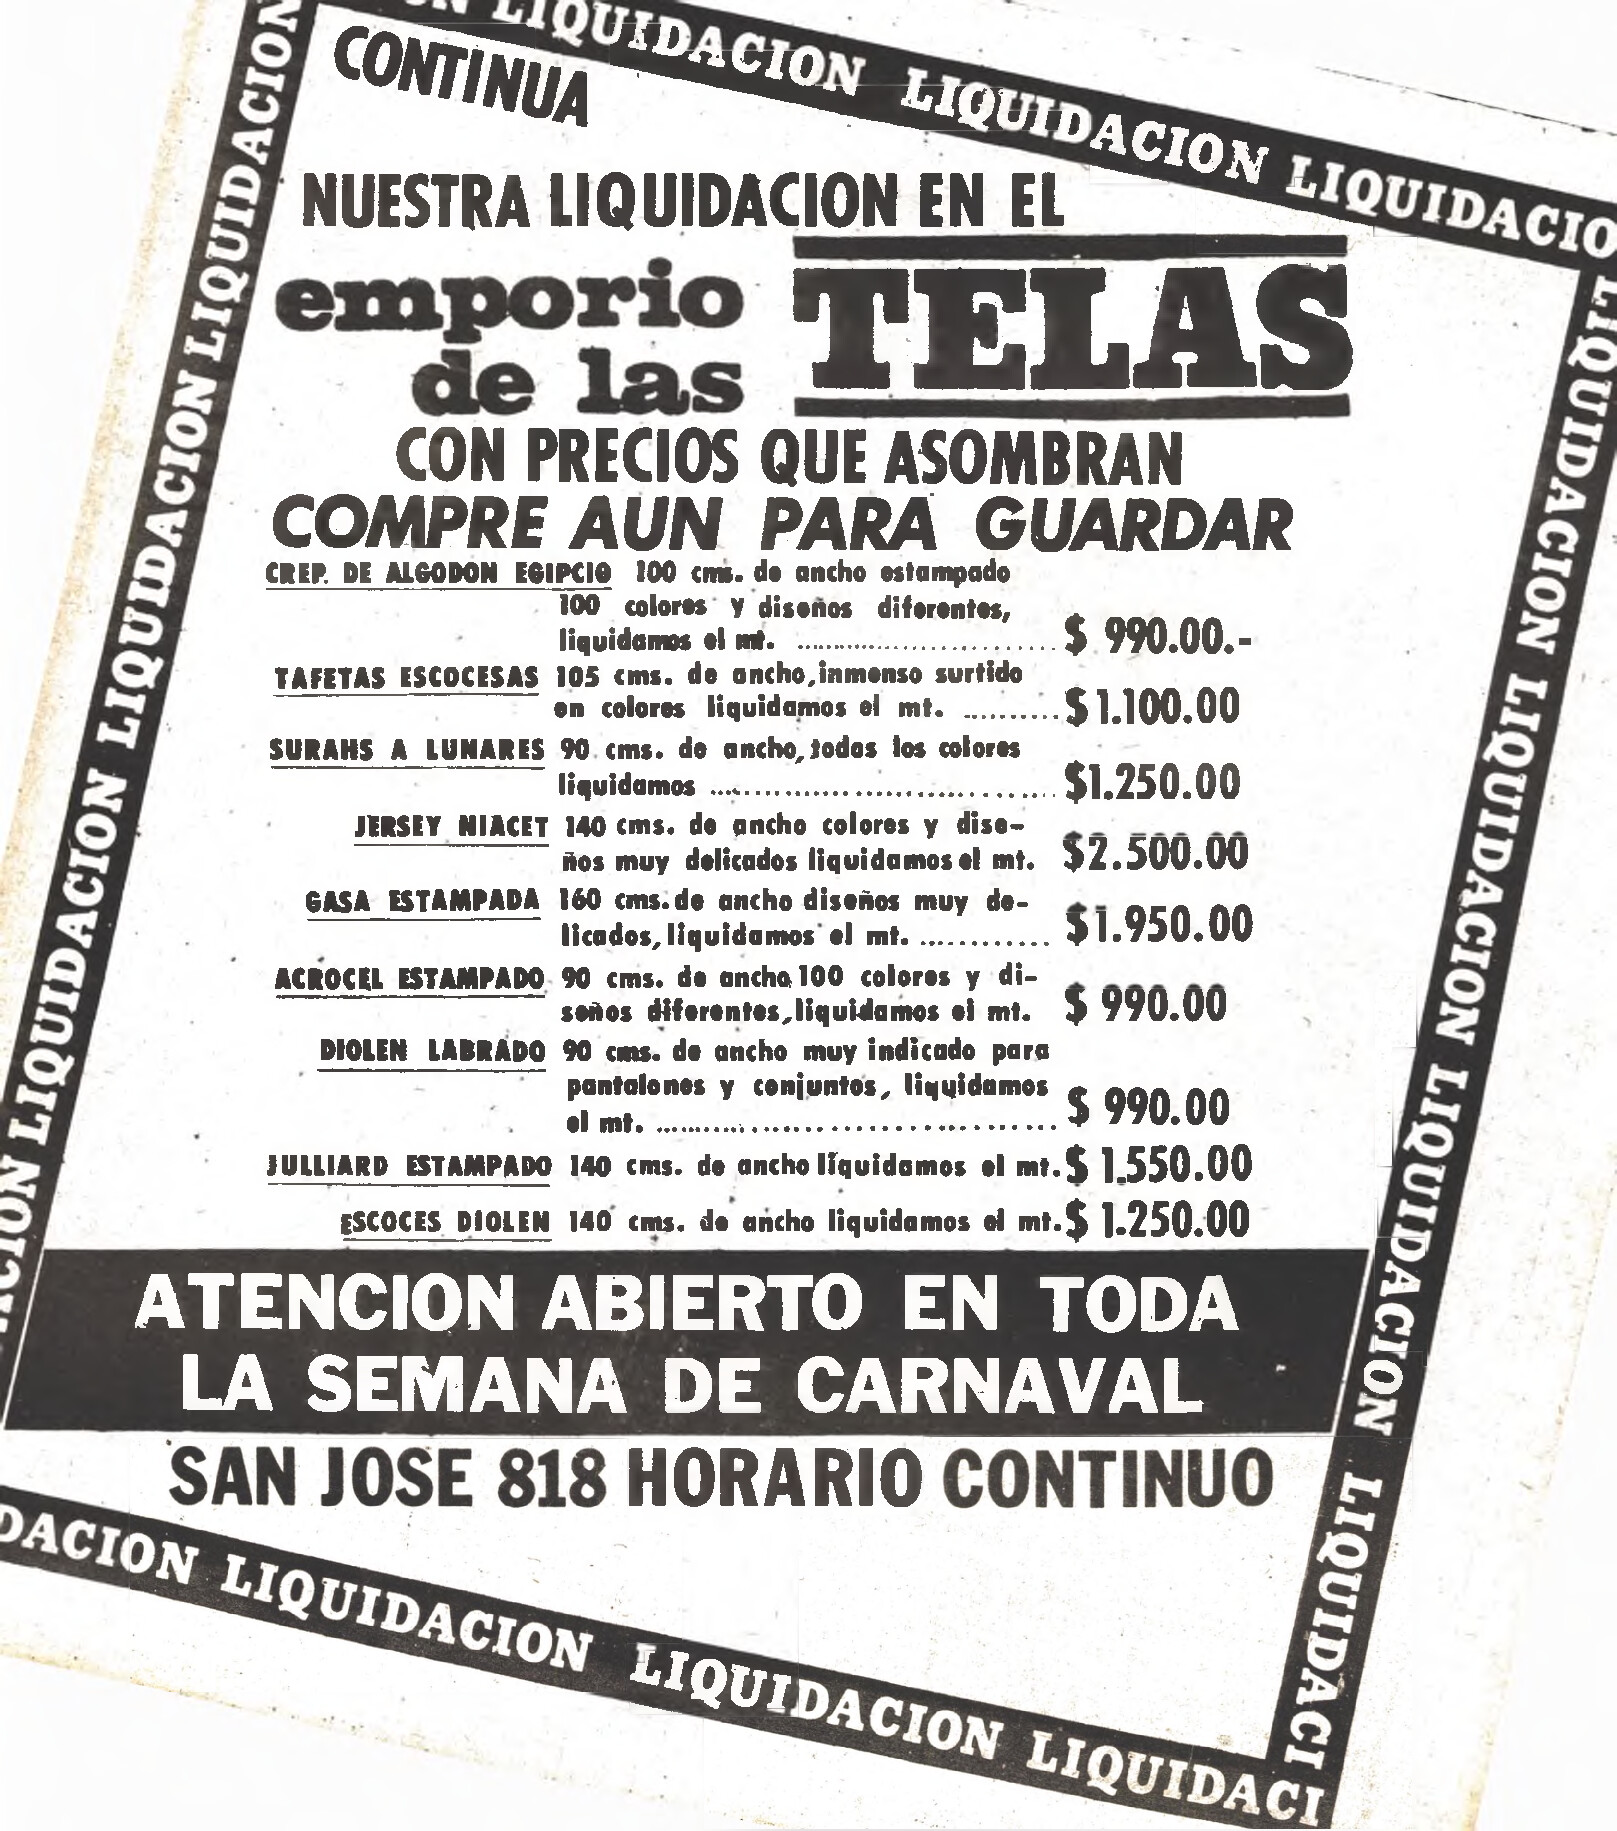 LIQUIDACION LIQUIDACION LIQUIDACIO
CONTINUA
NUESTRA LIQUIDACION EN EL
emporio de las TELAS
CON PRECIOS QUE ASOMBRAN
COMPRE AUN PARA GUARDAR
CREP. DE ALGODON EGIPCIO 100 cms. de ancho estampado
100 colores y diseños diferentes,
liquidamos el mt. .............................. $ 990.00.-
TAFETAS ESCOCESAS 105 cms. de ancho, inmenso surtido
en colores liquidamos el mt. .......... $1.100.00
SURAHS A LUNARES 90 cms. de ancho, todos los colores
liquidamos .................................... $1.250.00
JERSEY NIACET 140 cms. de ancho colores y dise-
ños muy delicados liquidamos el mt. $2.500.00
GASA ESTAMPADA 160 cms. de ancho diseños muy de-
licados, liquidamos el mt. ............ $1.950.00
ACROCEL ESTAMPADO 90 cms. de ancho 100 colores y di-
seños diferentes, liquidamos el mt. $ 990.00
DIOLEN LABRADO 90 cms. de ancho muy indicado para
pantalones y conjuntos, liquidamos
el mt. ........................................ $ 990.00
JULLIARD ESTAMPADO 140 cms. de ancho liquidamos el mt. $ 1.550.00
ESCOCES DIOLEN 140 cms. de ancho liquidamos el mt. $ 1.250.00
ATENCION ABIERTO EN TODA
LA SEMANA DE CARNAVAL
SAN JOSE 818 HORARIO CONTINUO
DACION LIQUIDACION LIQUIDACION LIQUIDACI
CION LIQUIDACION LIQUIDACION LIQUIDACION LIQUIDACION
LIQUIDACION LIQUIDACION LIQUIDACION LIQUIDACI